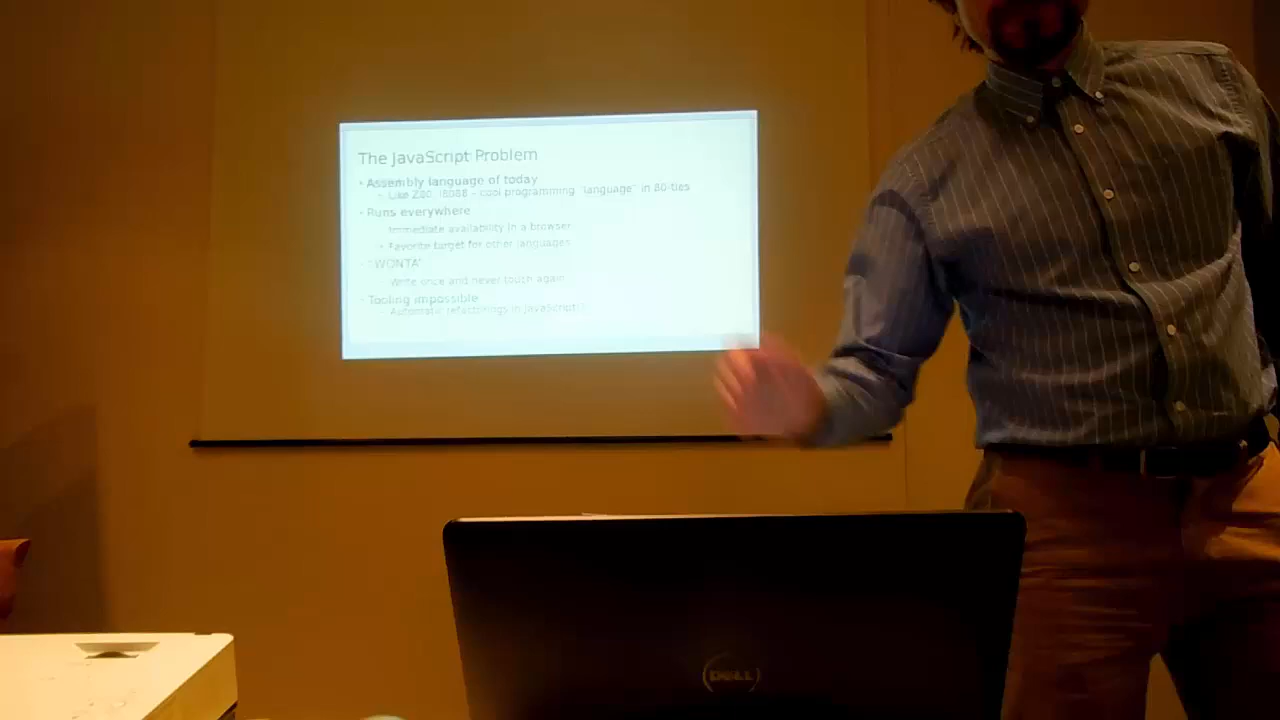 The JavaScript Problem
Assembly language of today
Like Z80, I8088 – cool programming "language" in 80-ties
Runs everywhere
Immediate availability in a browser
Favorite target for other languages
"WONTA"
Write once and never touch again
Tooling impossible
Automatic refactorings in JavaScript!?
DELL